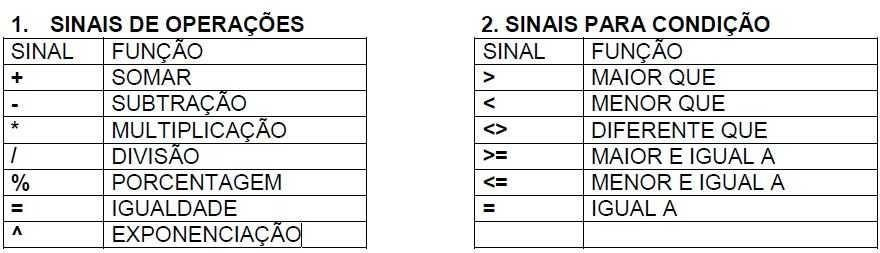 1. SINAIS DE OPERAÇÕES
SINAL FUNÇÃO
+ SOMAR
- SUBTRAÇÃO
* MULTIPLICAÇÃO
/ DIVISÃO
% PORCENTAGEM
= IGUALDADE
^ EXPONENCIAÇÃO
2. SINAIS PARA CONDIÇÃO
SINAL FUNÇÃO
> MAIOR QUE
< MENOR QUE
<> DIFERENTE QUE
>= MAIOR E IGUAL A
<= MENOR E IGUAL A
= IGUAL A